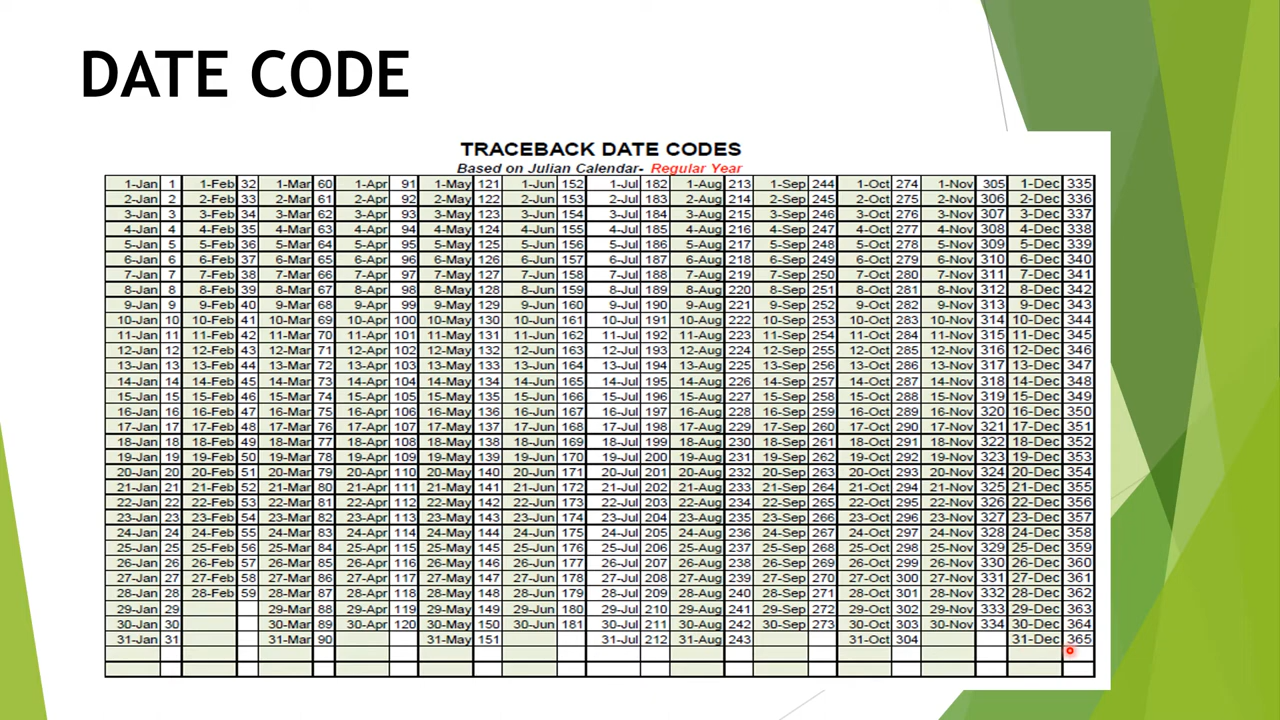 DATE CODE
TRACEBACK DATE CODES
Based on Julian Calendar- Regular Year
1-Jan 1 1-Feb 32 1-Mar 60 1-Apr 91 1-May 121 1-Jun 152 1-Jul 182 1-Aug 213 1-Sep 244 1-Oct 274 1-Nov 305 1-Dec 335
2-Jan 2 2-Feb 33 2-Mar 61 2-Apr 92 2-May 122 2-Jun 153 2-Jul 183 2-Aug 214 2-Sep 245 2-Oct 275 2-Nov 306 2-Dec 336
3-Jan 3 3-Feb 34 3-Mar 62 3-Apr 93 3-May 123 3-Jun 154 3-Jul 184 3-Aug 215 3-Sep 246 3-Oct 276 3-Nov 307 3-Dec 337
4-Jan 4 4-Feb 35 4-Mar 63 4-Apr 94 4-May 124 4-Jun 155 4-Jul 185 4-Aug 216 4-Sep 247 4-Oct 277 4-Nov 308 4-Dec 338
5-Jan 5 5-Feb 36 5-Mar 64 5-Apr 95 5-May 125 5-Jun 156 5-Jul 186 5-Aug 217 5-Sep 248 5-Oct 278 5-Nov 309 5-Dec 339
6-Jan 6 6-Feb 37 6-Mar 65 6-Apr 96 6-May 126 6-Jun 157 6-Jul 187 6-Aug 218 6-Sep 249 6-Oct 279 6-Nov 310 6-Dec 340
7-Jan 7 7-Feb 38 7-Mar 66 7-Apr 97 7-May 127 7-Jun 158 7-Jul 188 7-Aug 219 7-Sep 250 7-Oct 280 7-Nov 311 7-Dec 341
8-Jan 8 8-Feb 39 8-Mar 67 8-Apr 98 8-May 128 8-Jun 159 8-Jul 189 8-Aug 220 8-Sep 251 8-Oct 281 8-Nov 312 8-Dec 342
9-Jan 9 9-Feb 40 9-Mar 68 9-Apr 99 9-May 129 9-Jun 160 9-Jul 190 9-Aug 221 9-Sep 252 9-Oct 282 9-Nov 313 9-Dec 343
10-Jan 10 10-Feb 41 10-Mar 69 10-Apr 100 10-May 130 10-Jun 161 10-Jul 191 10-Aug 222 10-Sep 253 10-Oct 283 10-Nov 314 10-Dec 344
11-Jan 11 11-Feb 42 11-Mar 70 11-Apr 101 11-May 131 11-Jun 162 11-Jul 192 11-Aug 223 11-Sep 254 11-Oct 284 11-Nov 315 11-Dec 345
12-Jan 12 12-Feb 43 12-Mar 71 12-Apr 102 12-May 132 12-Jun 163 12-Jul 193 12-Aug 224 12-Sep 255 12-Oct 285 12-Nov 316 12-Dec 346
13-Jan 13 13-Feb 44 13-Mar 72 13-Apr 103 13-May 133 13-Jun 164 13-Jul 194 13-Aug 225 13-Sep 256 13-Oct 286 13-Nov 317 13-Dec 347
14-Jan 14 14-Feb 45 14-Mar 73 14-Apr 104 14-May 134 14-Jun 165 14-Jul 195 14-Aug 226 14-Sep 257 14-Oct 287 14-Nov 318 14-Dec 348
15-Jan 15 15-Feb 46 15-Mar 74 15-Apr 105 15-May 135 15-Jun 166 15-Jul 196 15-Aug 227 15-Sep 258 15-Oct 288 15-Nov 319 15-Dec 349
16-Jan 16 16-Feb 47 16-Mar 75 16-Apr 106 16-May 136 16-Jun 167 16-Jul 197 16-Aug 228 16-Sep 259 16-Oct 289 16-Nov 320 16-Dec 350
17-Jan 17 17-Feb 48 17-Mar 76 17-Apr 107 17-May 137 17-Jun 168 17-Jul 198 17-Aug 229 17-Sep 260 17-Oct 290 17-Nov 321 17-Dec 351
18-Jan 18 18-Feb 49 18-Mar 77 18-Apr 108 18-May 138 18-Jun 169 18-Jul 199 18-Aug 230 18-Sep 261 18-Oct 291 18-Nov 322 18-Dec 352
19-Jan 19 19-Feb 50 19-Mar 78 19-Apr 109 19-May 139 19-Jun 170 19-Jul 200 19-Aug 231 19-Sep 262 19-Oct 292 19-Nov 323 19-Dec 353
20-Jan 20 20-Feb 51 20-Mar 79 20-Apr 110 20-May 140 20-Jun 171 20-Jul 201 20-Aug 232 20-Sep 263 20-Oct 293 20-Nov 324 20-Dec 354
21-Jan 21 21-Feb 52 21-Mar 80 21-Apr 111 21-May 141 21-Jun 172 21-Jul 202 21-Aug 233 21-Sep 264 21-Oct 294 21-Nov 325 21-Dec 355
22-Jan 22 22-Feb 53 22-Mar 81 22-Apr 112 22-May 142 22-Jun 173 22-Jul 203 22-Aug 234 22-Sep 265 22-Oct 295 22-Nov 326 22-Dec 356
23-Jan 23 23-Feb 54 23-Mar 82 23-Apr 113 23-May 143 23-Jun 174 23-Jul 204 23-Aug 235 23-Sep 266 23-Oct 296 23-Nov 327 23-Dec 357
24-Jan 24 24-Feb 55 24-Mar 83 24-Apr 114 24-May 144 24-Jun 175 24-Jul 205 24-Aug 236 24-Sep 267 24-Oct 297 24-Nov 328 24-Dec 358
25-Jan 25 25-Feb 56 25-Mar 84 25-Apr 115 25-May 145 25-Jun 176 25-Jul 206 25-Aug 237 25-Sep 268 25-Oct 298 25-Nov 329 25-Dec 359
26-Jan 26 26-Feb 57 26-Mar 85 26-Apr 116 26-May 146 26-Jun 177 26-Jul 207 26-Aug 238 26-Sep 269 26-Oct 299 26-Nov 330 26-Dec 360
27-Jan 27 27-Feb 58 27-Mar 86 27-Apr 117 27-May 147 27-Jun 178 27-Jul 208 27-Aug 239 27-Sep 270 27-Oct 300 27-Nov 331 27-Dec 361
28-Jan 28 28-Feb 59 28-Mar 87 28-Apr 118 28-May 148 28-Jun 179 28-Jul 209 28-Aug 240 28-Sep 271 28-Oct 301 28-Nov 332 28-Dec 362
29-Jan 29 29-Mar 88 29-Apr 119 29-May 149 29-Jun 180 29-Jul 210 29-Aug 241 29-Sep 272 29-Oct 302 29-Nov 333 29-Dec 363
30-Jan 30 30-Mar 89 30-Apr 120 30-May 150 30-Jun 181 30-Jul 211 30-Aug 242 30-Sep 273 30-Oct 303 30-Nov 334 30-Dec 364
31-Jan 31 31-Mar 90 31-May 151 31-Jul 212 31-Aug 243 31-Oct 304 31-Dec 365